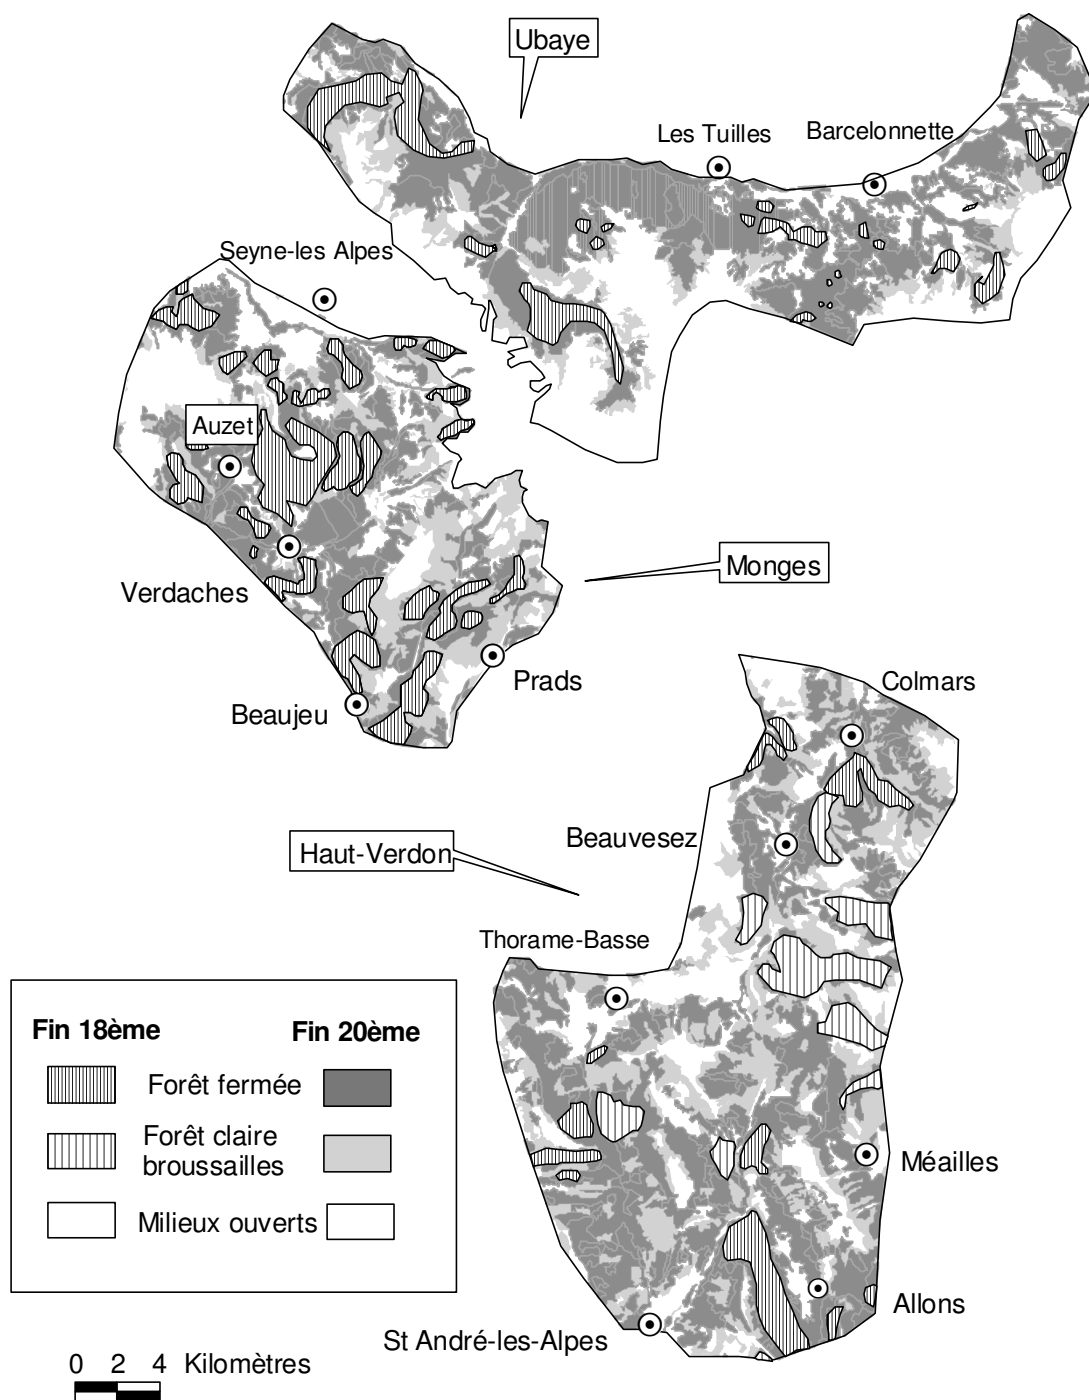 Ubaye
Les Tuilles
Barcelonnette
Seyne-les Alpes
Auzet
Verdaches
Monges
Prads
Beaujeu
Colmars
Beauvesez
Haut-Verdon
Thorame-Basse
Méailles
Allons
St André-les-Alpes
Fin 18ème
Fin 20ème
Forêt fermée
Forêt claire
broussailles
Milieux ouverts
0 2 4 Kilomètres